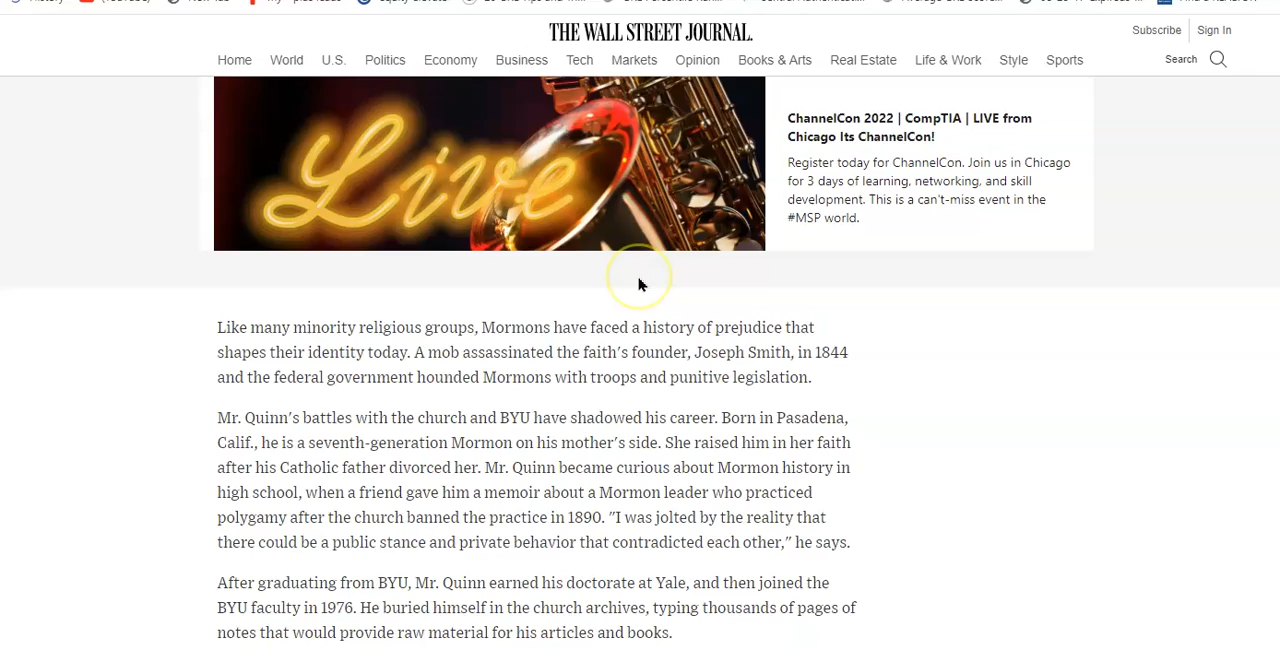 THE WALL STREET JOURNAL.
Subscribe
Sign In
Home World U.S. Politics Economy Business Tech Markets Opinion Books & Arts Real Estate Life & Work Style Sports
Search
Live
ChannelCon 2022 | CompTIA | LIVE from
Chicago Its ChannelCon!
Register today for ChannelCon. Join us in Chicago
for 3 days of learning, networking, and skill
development. This is a can't-miss event in the
#MSP world.
Like many minority religious groups, Mormons have faced a history of prejudice that
shapes their identity today. A mob assassinated the faith's founder, Joseph Smith, in 1844
and the federal government hounded Mormons with troops and punitive legislation.
Mr. Quinn's battles with the church and BYU have shadowed his career. Born in Pasadena,
Calif., he is a seventh-generation Mormon on his mother's side. She raised him in her faith
after his Catholic father divorced her. Mr. Quinn became curious about Mormon history in
high school, when a friend gave him a memoir about a Mormon leader who practiced
polygamy after the church banned the practice in 1890. "I was jolted by the reality that
there could be a public stance and private behavior that contradicted each other," he says.
After graduating from BYU, Mr. Quinn earned his doctorate at Yale, and then joined the
BYU faculty in 1976. He buried himself in the church archives, typing thousands of pages of
notes that would provide raw material for his articles and books.